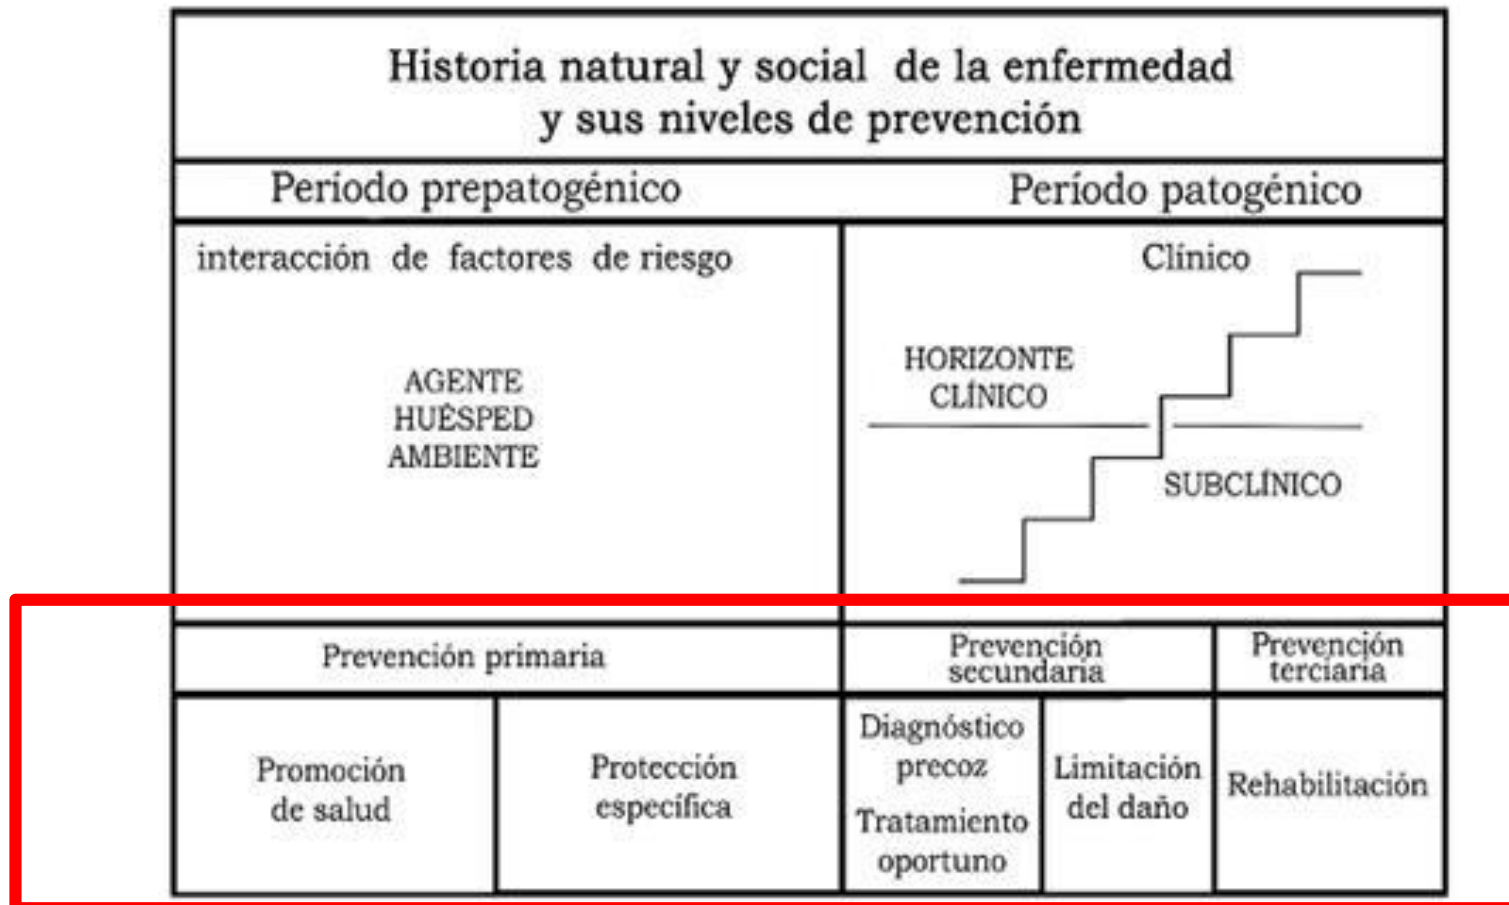 Historia natural y social de la enfermedad
y sus niveles de prevención
Período prepatogénico
Período patogénico
interacción de factores de riesgo
AGENTE
HUÉSPED
AMBIENTE
Clínico
HORIZONTE
CLÍNICO
SUBCLÍNICO
Prevención primaria
Prevención
secundaria
Prevención
terciaria
Promoción
de salud
Protección
específica
Diagnóstico
precoz
Tratamiento
oportuno
Limitación
del daño
Rehabilitación